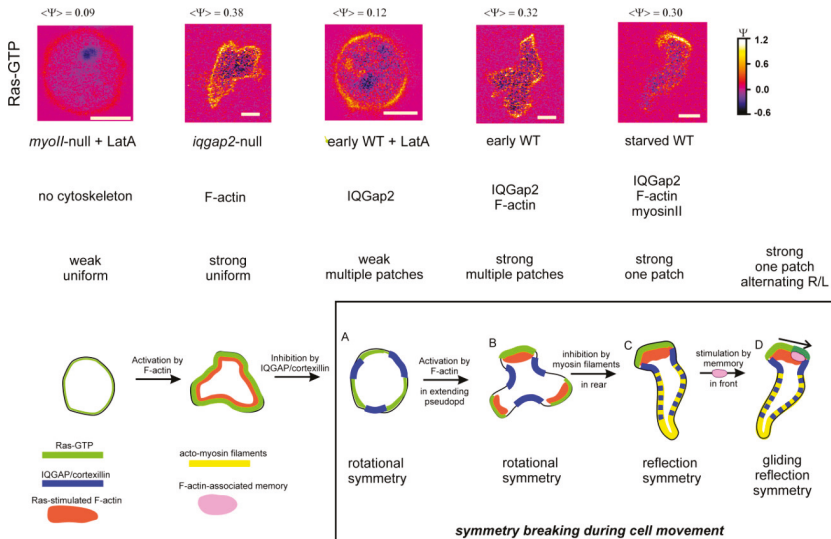 <Ψ> = 0.09
<Ψ> = 0.38
<Ψ> = 0.12
<Ψ> = 0.32
<Ψ> = 0.30
Ras-GTP
Ψ
1.2
0.6
0.0
-0.6
myoII-null + LatA
iqgap2-null
early WT + LatA
early WT
starved WT
no cytoskeleton
F-actin
IQGap2
IQGap2
F-actin
IQGap2
F-actin
myosinII
weak
uniform
strong
uniform
weak
multiple patches
strong
multiple patches
strong
one patch
strong
one patch
alternating R/L
Activation by
F-actin
Inhibition by
IQGAP/cortexillin
A
Activation by
F-actin
in extending
pseudopd
B
inhibition by
myosin filaments
in rear
C
stimulation by
memmory
in front
D
rotational
symmetry
rotational
symmetry
reflection
symmetry
gliding
reflection
symmetry
Ras-GTP
IQGAP/cortexillin
Ras-stimulated F-actin
acto-myosin filaments
F-actin-associated memory
symmetry breaking during cell movement